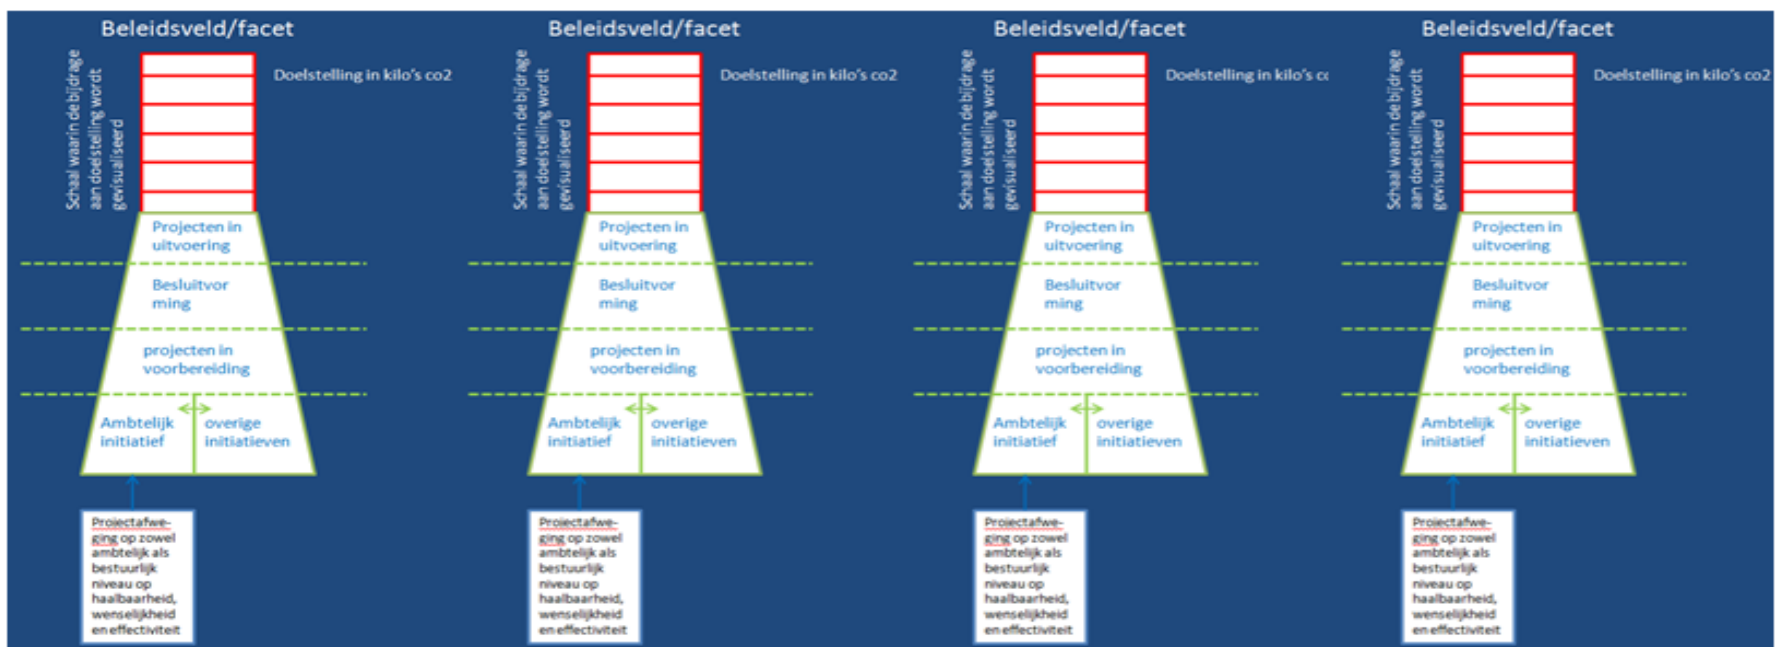 Beleidsveld/facet
Schaal waarin de bijdrage
aan doelstelling wordt
gevisualiseerd
Doelstelling in kilo's co2
Projecten in
uitvoering
Besluitvor
ming
projecten in
voorbereiding
Ambtelijk
initiatief
overige
initiatieven
Projectafwe-
ging op zowel
ambtelijk als
bestuurlijk
niveau op
haalbaarheid,
wenselijkheid
en effectiviteit
Beleidsveld/facet
Schaal waarin de bijdrage
aan doelstelling wordt
gevisualiseerd
Doelstelling in kilo's co2
Projecten in
uitvoering
Besluitvor
ming
projecten in
voorbereiding
Ambtelijk
initiatief
overige
initiatieven
Projectafwe-
ging op zowel
ambtelijk als
bestuurlijk
niveau op
haalbaarheid,
wenselijkheid
en effectiviteit
Beleidsveld/facet
Schaal waarin de bijdrage
aan doelstelling wordt
gevisualiseerd
Doelstelling in kilo's co
Projecten in
uitvoering
Besluitvor
ming
projecten in
voorbereiding
Ambtelijk
initiatief
overige
initiatieven
Projectafwe-
ging op zowel
ambtelijk als
bestuurlijk
niveau op
haalbaarheid,
wenselijkheid
en effectiviteit
Beleidsveld/facet
Schaal waarin de bijdrage
aan doelstelling wordt
gevisualiseerd
Doelstelling in kilo's co2
Projecten in
uitvoering
Besluitvor
ming
projecten in
voorbereiding
Ambtelijk
initiatief
overige
initiatieven
Projectafwe-
ging op zowel
ambtelijk als
bestuurlijk
niveau op
haalbaarheid,
wenselijkheid
en effectiviteit